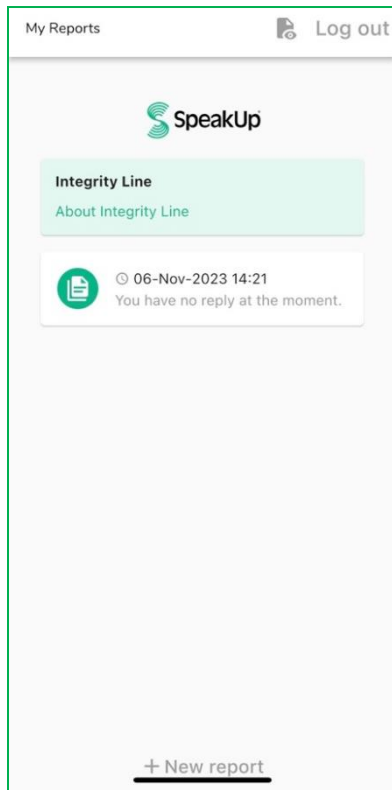 My Reports
Log out
SpeakUp
Integrity Line
About Integrity Line
06-Nov-2023 14:21
You have no reply at the moment.
+ New report